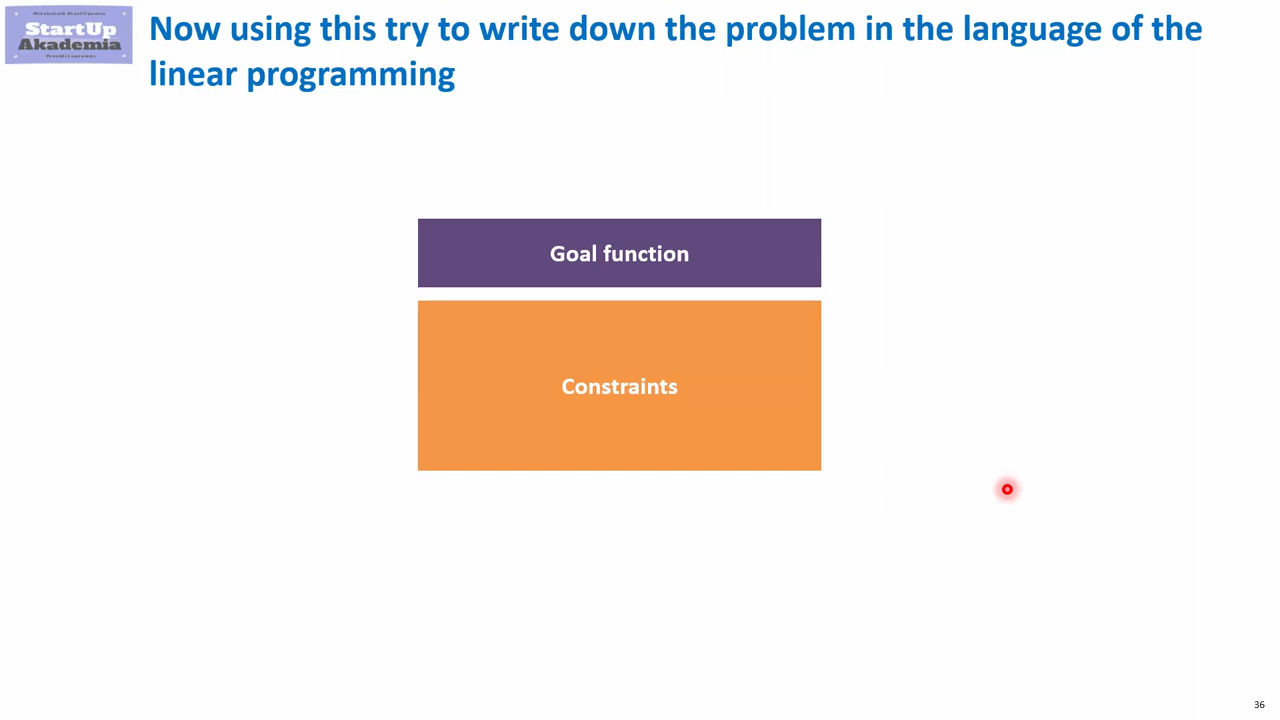 StartUp
Akademia
Now using this try to write down the problem in the language of the
linear programming
Goal function
Constraints
36